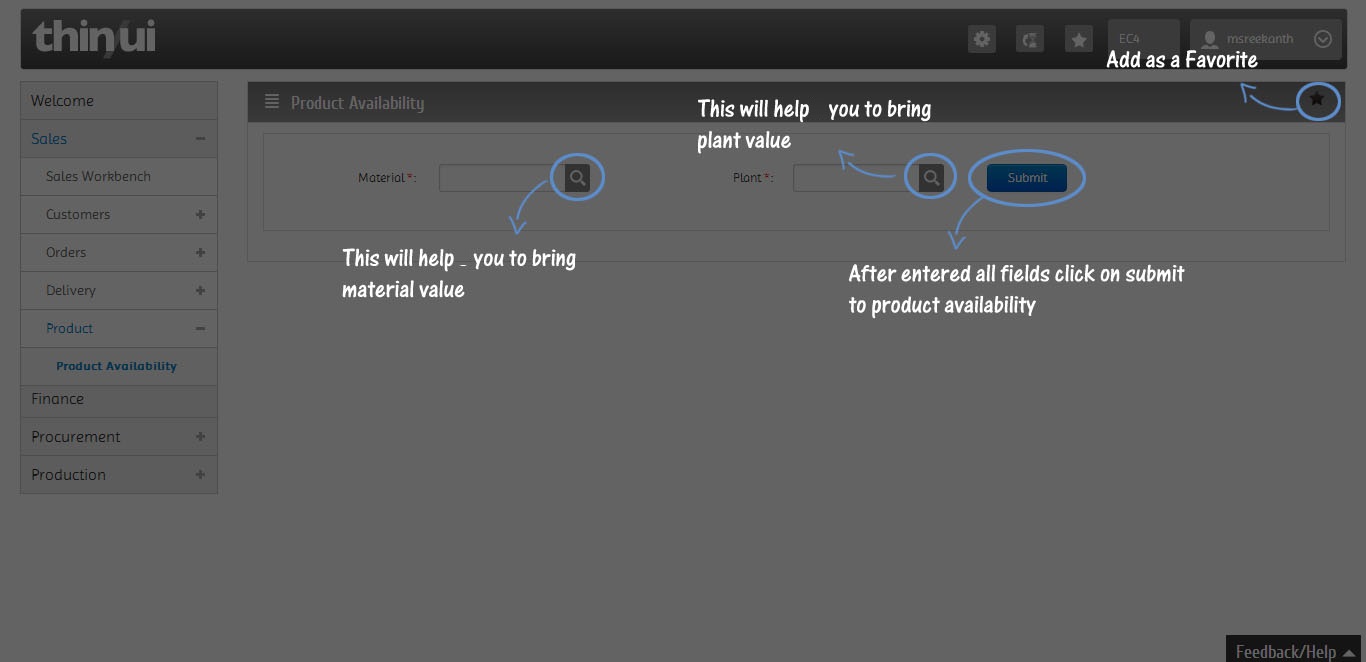 thin/ui
EC4
msreekanth
Add as a Favorite
Welcome
Sales
Sales Workbench
Customers
Orders
Delivery
Product
Product Availability
Finance
Procurement
Production
Product Availability
This will help you to bring
plant value
Material*:
Plant*:
Submit
This will help _ you to bring
material value
After entered all fields click on submit
to product availability
Feedback/Help